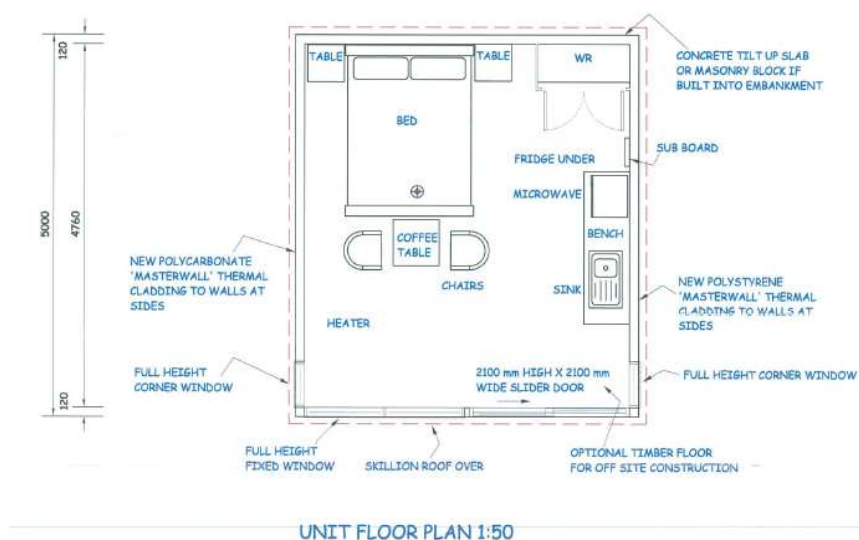 120
5000
4760
120
TABLE
TABLE
WR
CONCRETE TILT UP SLAB
OR MASONRY BLOCK IF
BUILT INTO EMBANKMENT
BED
SUB BOARD
FRIDGE UNDER
MICROWAVE
BENCH
COFFEE
TABLE
CHAIRS
SINK
NEW POLYCARBONATE
'MASTERWALL' THERMAL
CLADDING TO WALLS AT
SIDES
NEW POLYSTYRENE
'MASTERWALL' THERMAL
CLADDING TO WALLS AT
SIDES
HEATER
FULL HEIGHT
CORNER WINDOW
2100 mm HIGH X 2100 mm
WIDE SLIDER DOOR
FULL HEIGHT CORNER WINDOW
FULL HEIGHT
FIXED WINDOW
SKILLION ROOF OVER
OPTIONAL TIMBER FLOOR
FOR OFF SITE CONSTRUCTION
UNIT FLOOR PLAN 1:50